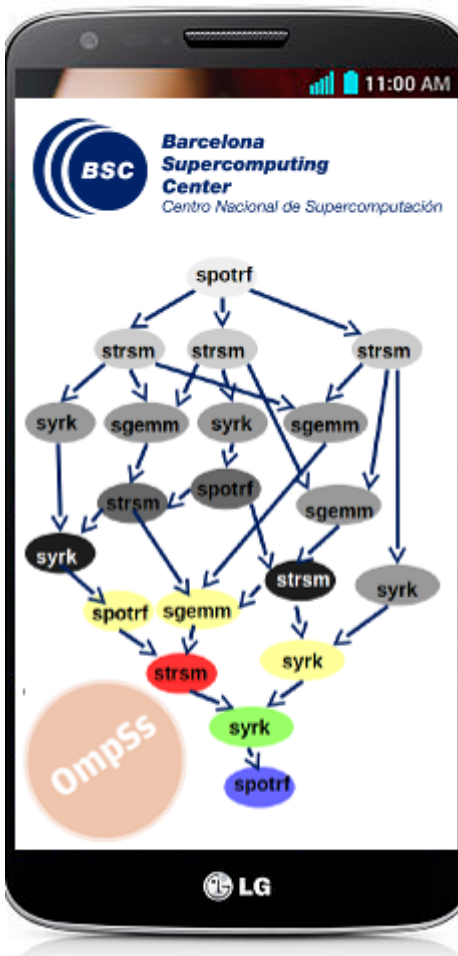 11:00 AM
BSC
Barcelona
Supercomputing
Center
Centro Nacional de Supercomputación
spotrf
strsm strsm strsm
syrk sgemm syrk sgemm
strsm spotrf sgemm
syrk strsm syrk
spotrf sgemm
strsm syrk
syrk
spotrf
OmpSs
LG